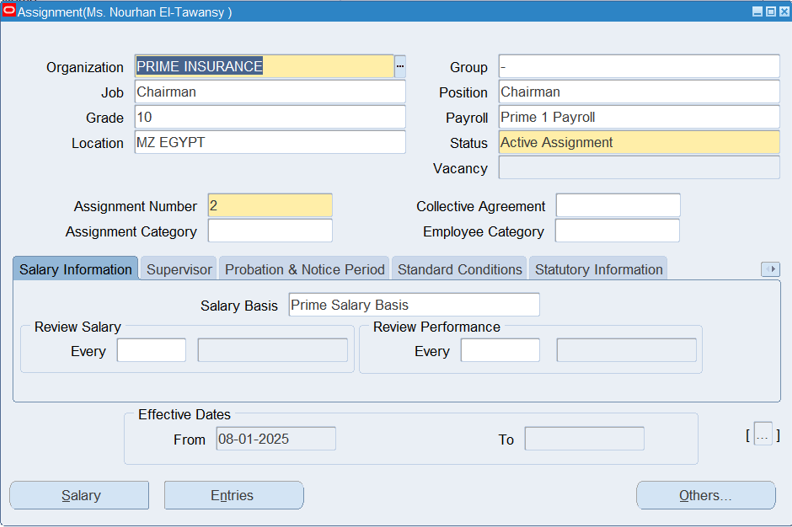 Assignment(Ms. Nourhan El-Tawansy )
Organization PRIME INSURANCE ... Group -
Job Chairman Position Chairman
Grade 10 Payroll Prime 1 Payroll
Location MZ EGYPT Status Active Assignment
Vacancy
Assignment Number 2 Collective Agreement
Assignment Category Employee Category
Salary Information Supervisor Probation & Notice Period Standard Conditions Statutory Information
Salary Basis Prime Salary Basis
Review Salary Review Performance
Every Every
Effective Dates
From 08-01-2025 To [ ... ]
Salary Entries Others...